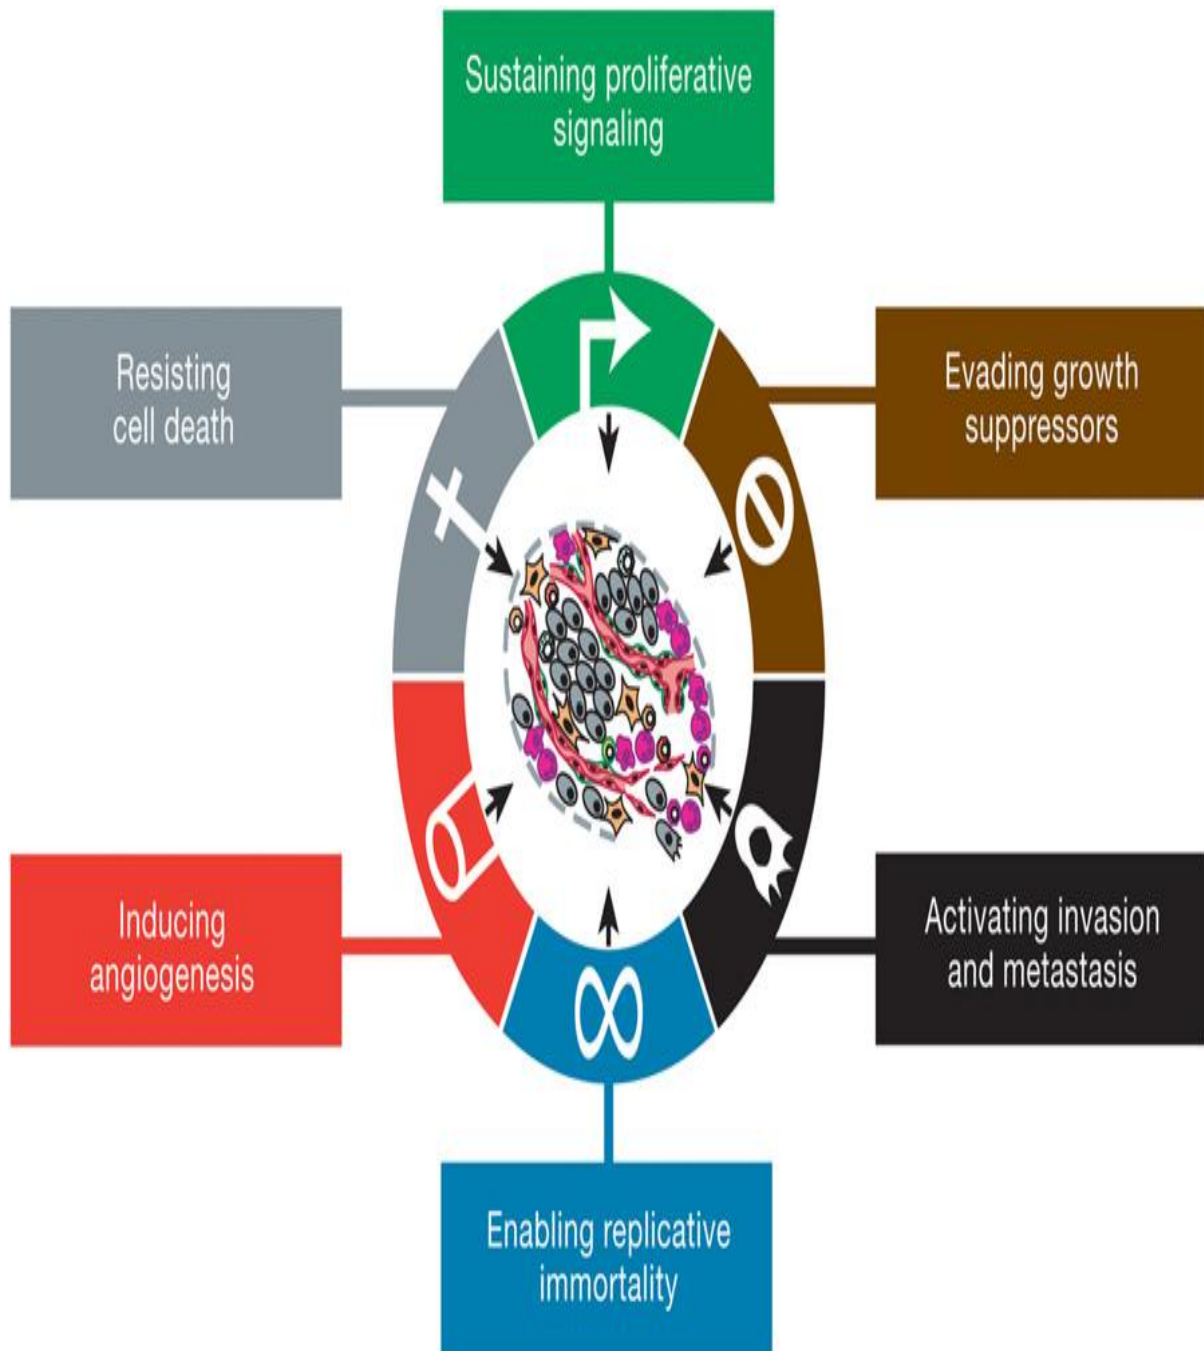 Sustaining proliferative
signaling
Resisting
cell death
Evading growth
suppressors
Inducing
angiogenesis
Activating invasion
and metastasis
Enabling replicative
immortality